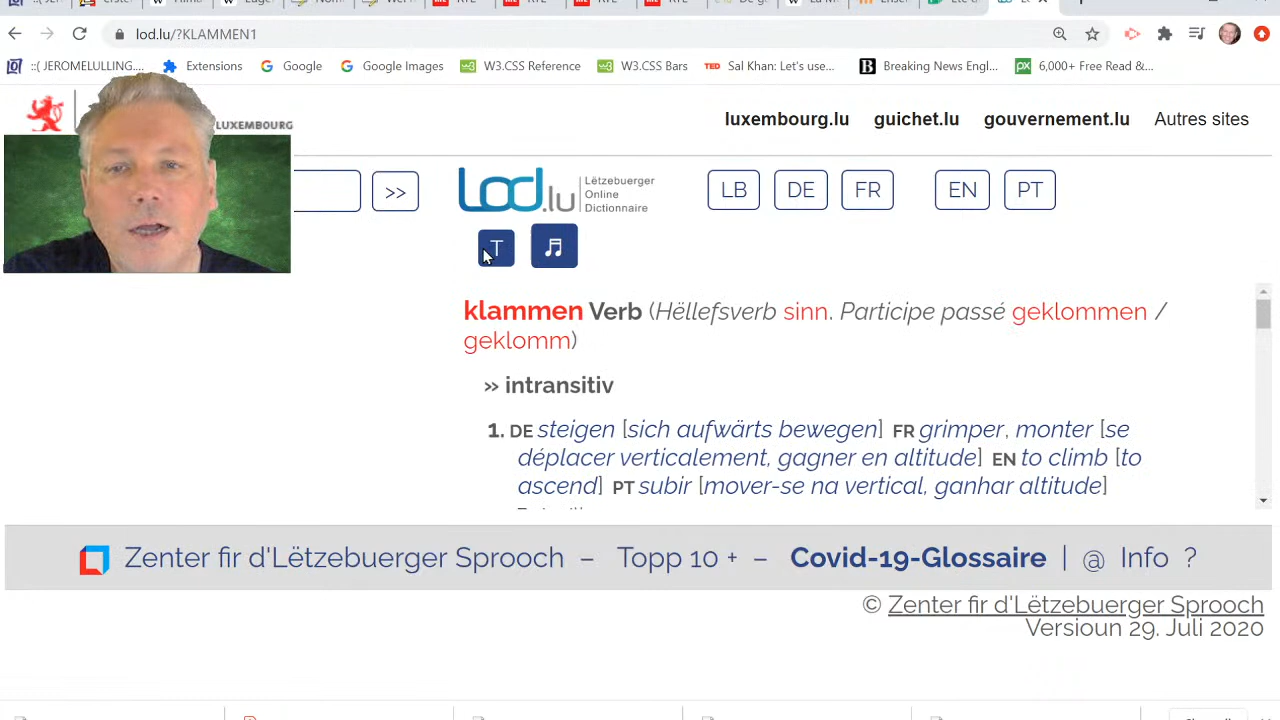 lod.lu/?KLAMMEN1
::( JEROMELULLING.... Extensions Google Google Images W3.CSS Reference W3.CSS Bars TED Sal Khan: Let's use... B Breaking News Engl... px 6,000+ Free Read &...
LUXEMBOURG luxembourg.lu guichet.lu gouvernement.lu Autres sites
>> Lod.lu Lëtzebuerger
Online
Dictionnaire LB DE FR EN PT
T
klammen Verb (Hëllefsverb sinn. Participe passé geklommen /
geklomm)
» intransitiv
1. DE steigen [sich aufwärts bewegen] FR grimper, monter [se
déplacer verticalement, gagner en altitude] EN to climb [to
ascend] PT subir [mover-se na vertical, ganhar altitude]
Zenter fir d'Lëtzebuerger Sprooch – Topp 10 + – Covid-19-Glossaire | @ Info ?
© Zenter fir d'Lëtzebuerger Sprooch
Versioun 29. Juli 2020